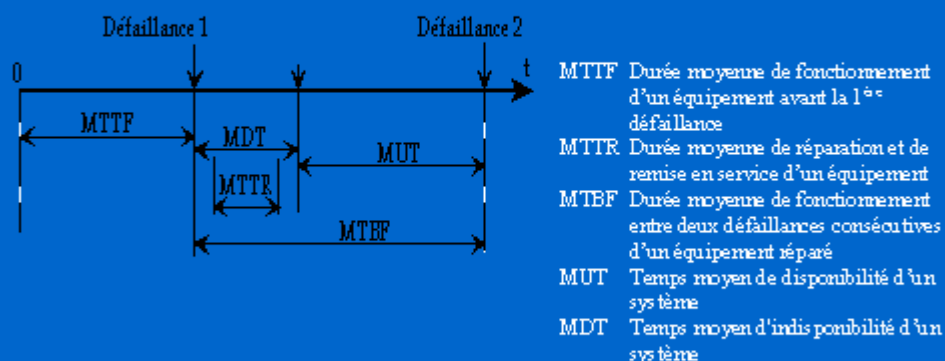 Défaillance 1
Défaillance 2
0
t
MTTF
MDT
MUT
MTTR
MTBF
MTTF Durée moyenne de fonctionnement
d'un équipement avant la 1ère
défaillance
MTTR Durée moyenne de réparation et de
remise en service d'un équipement
MTBF Durée moyenne de fonctionnement
entre deux défaillances consécutives
d'un équipement réparé
MUT Temps moyen de disponibilité d'un
système
MDT Temps moyen d'indisponibilité d'un
système